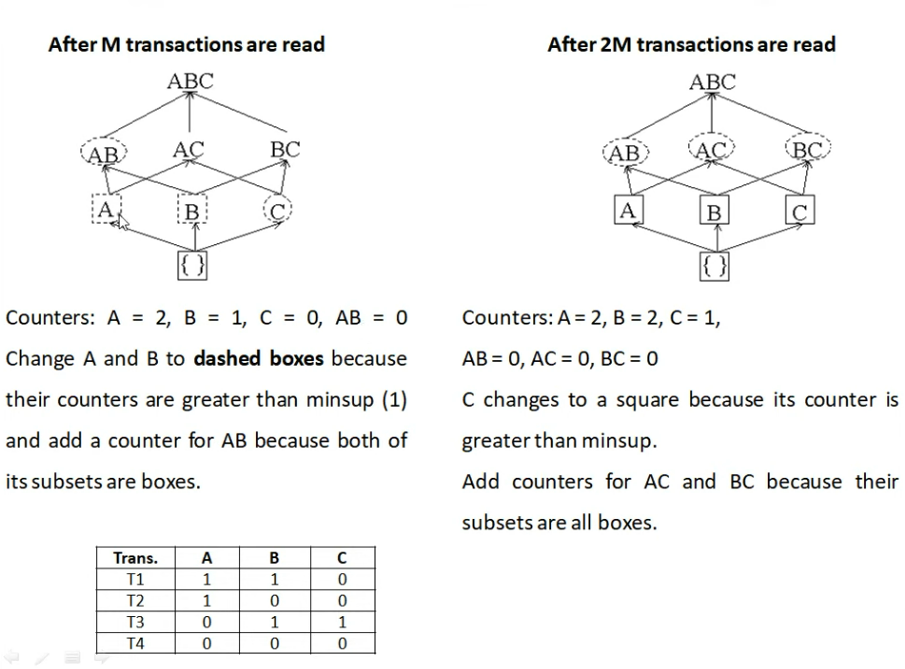 After M transactions are read
ABC
AB AC BC
A B C
{ }
Counters: A = 2, B = 1, C = 0, AB = 0
Change A and B to dashed boxes because
their counters are greater than minsup (1)
and add a counter for AB because both of
its subsets are boxes.
After 2M transactions are read
ABC
AB AC BC
A B C
{ }
Counters: A = 2, B = 2, C = 1,
AB = 0, AC = 0, BC = 0
C changes to a square because its counter is
greater than minsup.
Add counters for AC and BC because their
subsets are all boxes.
Trans. A B C
T1 1 1 0
T2 1 0 0
T3 0 1 1
T4 0 0 0